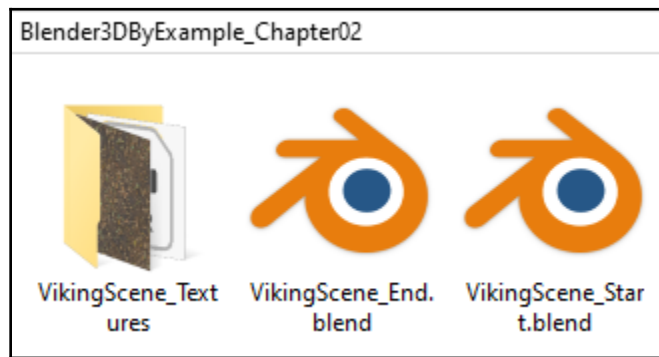 Blender3DByExample_Chapter02
VikingScene_Text
ures
VikingScene_End.
blend
VikingScene_Star
t.blend